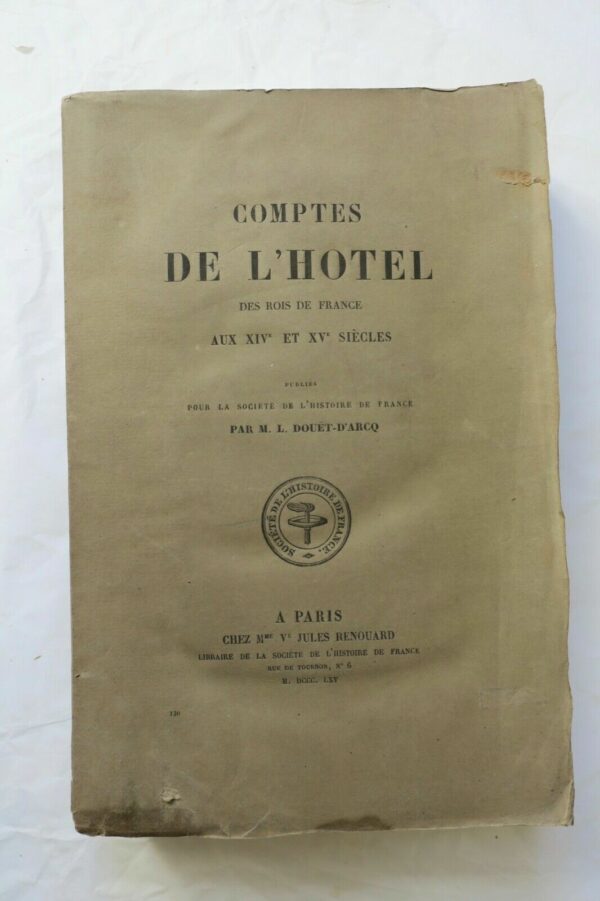 COMPTES
DE L'HOTEL
DES ROIS DE FRANCE
AUX XIVᵉ ET XVᵉ SIÈCLES
PUBLIÉS
POUR LA SOCIÉTÉ DE L'HISTOIRE DE FRANCE
PAR M. L. DOUËT-D'ARCQ
SOCIÉTÉ DE L'HISTOIRE DE FRANCE.
A PARIS
CHEZ Mᵐᵉ Vᵉ JULES RENOUARD
LIBRAIRE DE LA SOCIÉTÉ DE L'HISTOIRE DE FRANCE
RUE DE TOURNON, Nº 6
M. DCCC. LXV
130